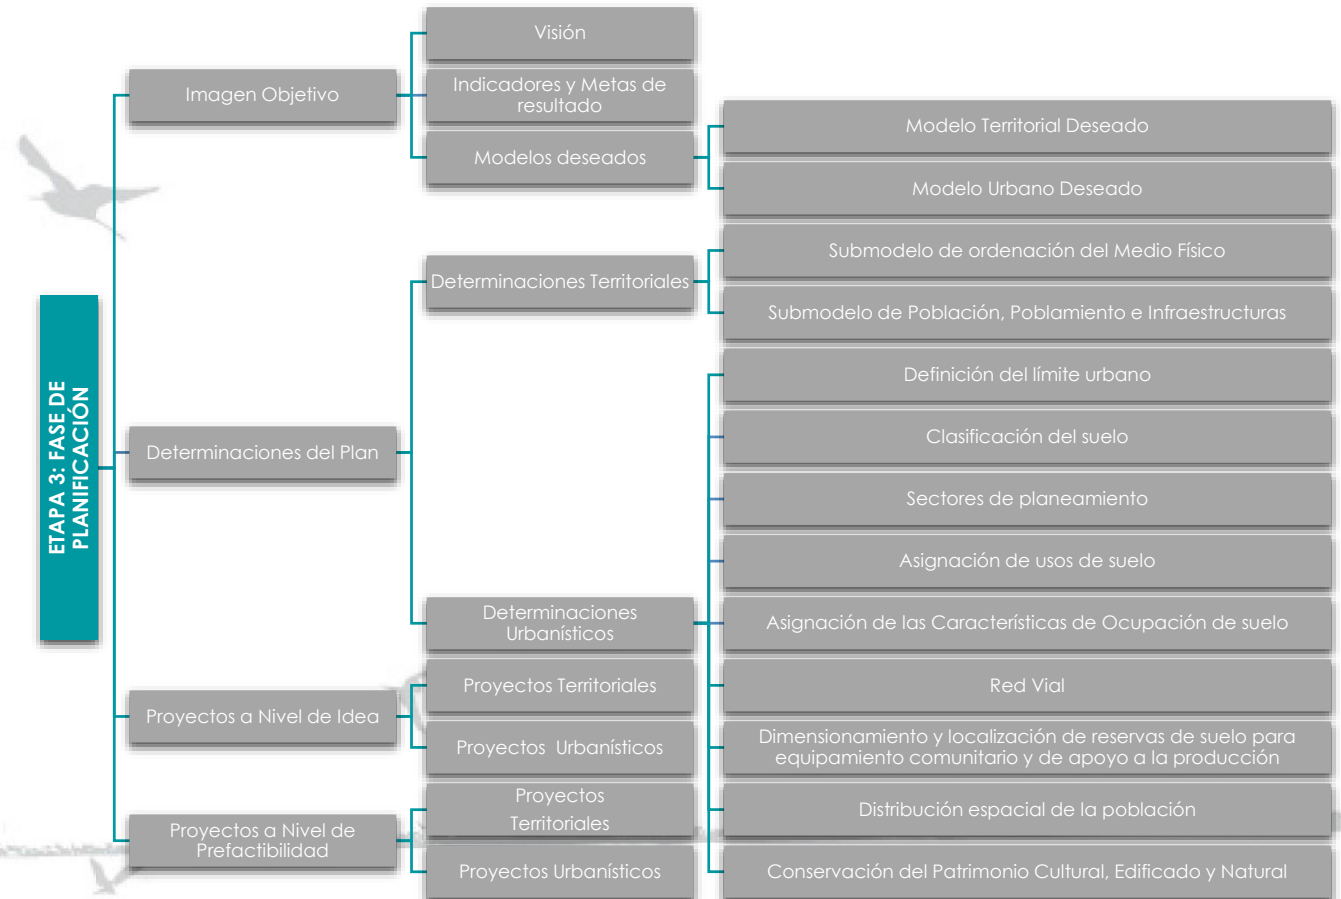 ETAPA 3: FASE DE
PLANIFICACIÓN
Imagen Objetivo
Visión
Indicadores y Metas de
resultado
Modelos deseados
Modelo Territorial Deseado
Modelo Urbano Deseado
Determinaciones del Plan
Determinaciones Territoriales
Submodelo de ordenación del Medio Físico
Submodelo de Población, Poblamiento e Infraestructuras
Determinaciones
Urbanísticos
Definición del límite urbano
Clasificación del suelo
Sectores de planeamiento
Asignación de usos de suelo
Asignación de las Características de Ocupación de suelo
Red Vial
Dimensionamiento y localización de reservas de suelo para
equipamiento comunitario y de apoyo a la producción
Distribución espacial de la población
Conservación del Patrimonio Cultural, Edificado y Natural
Proyectos a Nivel de Idea
Proyectos Territoriales
Proyectos Urbanísticos
Proyectos a Nivel de
Prefactibilidad
Proyectos
Territoriales
Proyectos Urbanísticos